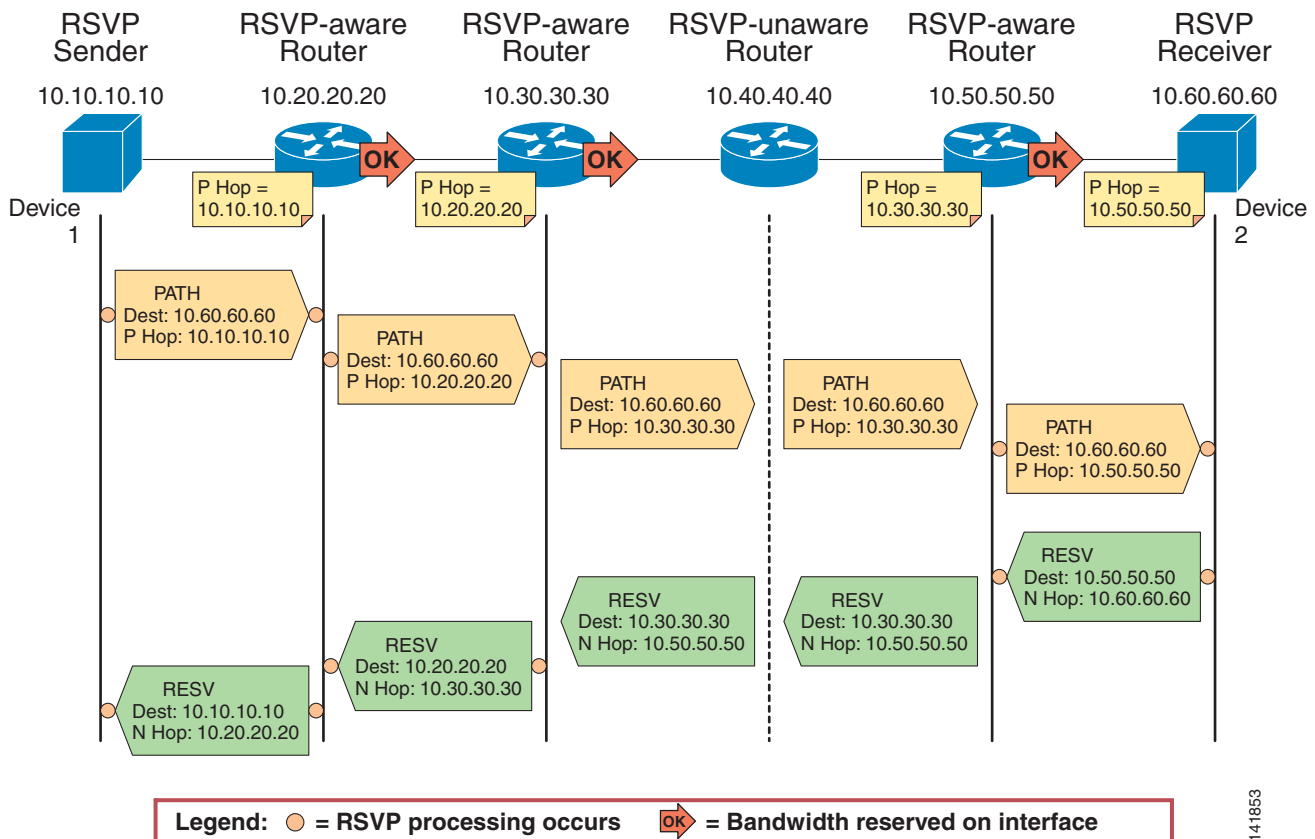 RSVP
Sender
RSVP-aware
Router
RSVP-aware
Router
RSVP-unaware
Router
RSVP-aware
Router
RSVP
Receiver
10.10.10.10
10.20.20.20
10.30.30.30
10.40.40.40
10.50.50.50
10.60.60.60
OK
OK
OK
P Hop =
10.10.10.10
P Hop =
10.20.20.20
P Hop =
10.30.30.30
P Hop =
10.50.50.50
Device
1
Device
2
PATH
Dest: 10.60.60.60
P Hop: 10.10.10.10
PATH
Dest: 10.60.60.60
P Hop: 10.20.20.20
PATH
Dest: 10.60.60.60
P Hop: 10.30.30.30
PATH
Dest: 10.60.60.60
P Hop: 10.30.30.30
PATH
Dest: 10.60.60.60
P Hop: 10.50.50.50
RESV
Dest: 10.50.50.50
N Hop: 10.60.60.60
RESV
Dest: 10.30.30.30
N Hop: 10.50.50.50
RESV
Dest: 10.30.30.30
N Hop: 10.50.50.50
RESV
Dest: 10.20.20.20
N Hop: 10.30.30.30
RESV
Dest: 10.10.10.10
N Hop: 10.20.20.20
Legend: = RSVP processing occurs OK = Bandwidth reserved on interface
141853